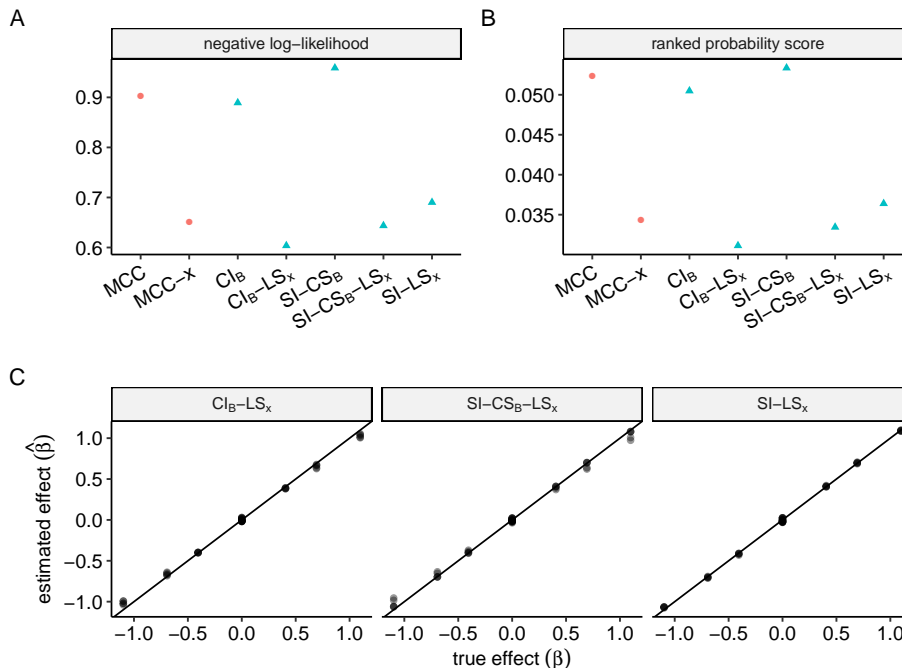 A
negative log−likelihood
0.9
0.8
0.7
0.6
MCC
MCC−x
CI_B
CI_B−LS_x
SI−CS_B
SI−CS_B−LS_x
SI−LS_x
B
ranked probability score
0.050
0.045
0.040
0.035
MCC
MCC−x
CI_B
CI_B−LS_x
SI−CS_B
SI−CS_B−LS_x
SI−LS_x
C
CI_B−LS_x
SI−CS_B−LS_x
SI−LS_x
estimated effect (β̂)
1.0
0.5
0.0
−0.5
−1.0
−1.0 −0.5 0.0 0.5 1.0
−1.0 −0.5 0.0 0.5 1.0
−1.0 −0.5 0.0 0.5 1.0
true effect (β)